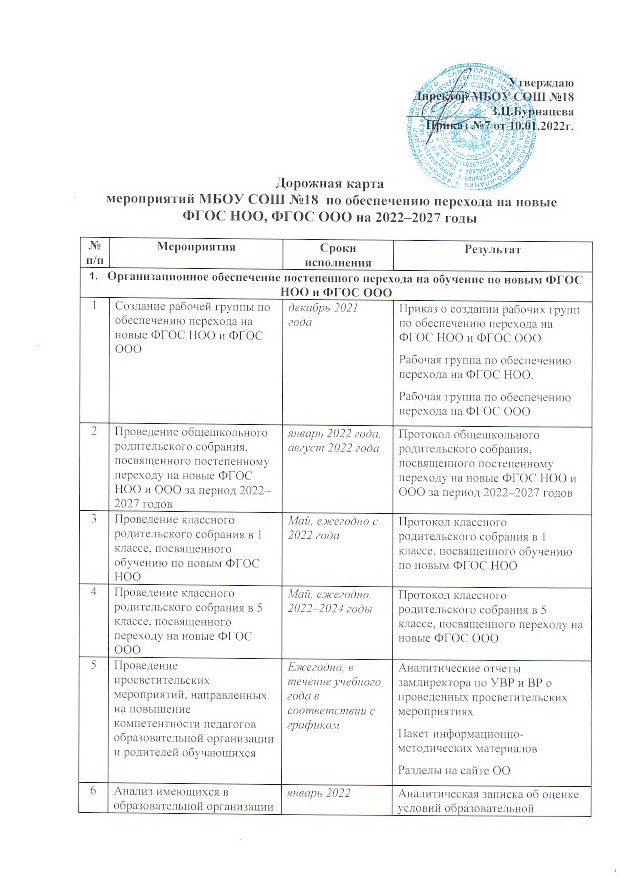 Утверждаю
Директор МБОУ СОШ №18
З.Ц.Бурнацева
Приказ №7 от 10.01.2022г.
Дорожная карта
мероприятий МБОУ СОШ №18 по обеспечению перехода на новые
ФГОС НОО, ФГОС ООО на 2022–2027 годы
№
п/п
Мероприятия
Сроки
исполнения
Результат
1. Организационное обеспечение постепенного перехода на обучение по новым ФГОС
НОО и ФГОС ООО
1
Создание рабочей группы по
обеспечению перехода на
новые ФГОС НОО и ФГОС
ООО
декабрь 2021
года
Приказ о создании рабочих групп
по обеспечению перехода на
ФГОС НОО и ФГОС ООО
Рабочая группа по обеспечению
перехода на ФГОС НОО.
Рабочая группа по обеспечению
перехода на ФГОС ООО
2
Проведение общешкольного
родительского собрания,
посвященного постепенному
переходу на новые ФГОС
НОО и ООО за период 2022–
2027 годов
январь 2022 года,
август 2022 года
Протокол общешкольного
родительского собрания,
посвященного постепенному
переходу на новые ФГОС НОО и
ООО за период 2022–2027 годов
3
Проведение классного
родительского собрания в 1
классе, посвященного
обучению по новым ФГОС
НОО
Май, ежегодно с
2022 года
Протокол классного
родительского собрания в 1
классе, посвященного обучению
по новым ФГОС НОО
4
Проведение классного
родительского собрания в 5
классе, посвященного
переходу на новые ФГОС
ООО
Май, ежегодно,
2022–2024 годы
Протокол классного
родительского собрания в 5
классе, посвященного переходу на
новые ФГОС ООО
5
Проведение
просветительских
мероприятий, направленных
на повышение
компетентности педагогов
образовательной организации
и родителей обучающихся
Ежегодно, в
течение учебного
года в
соответствии с
графиком
Аналитические отчеты
замдиректора по УВР и ВР о
проведенных просветительских
мероприятиях
Пакет информационно-
методических материалов
Разделы на сайте ОО
6
Анализ имеющихся в
образовательной организации
январь 2022
Аналитическая записка об оценке
условий образовательной